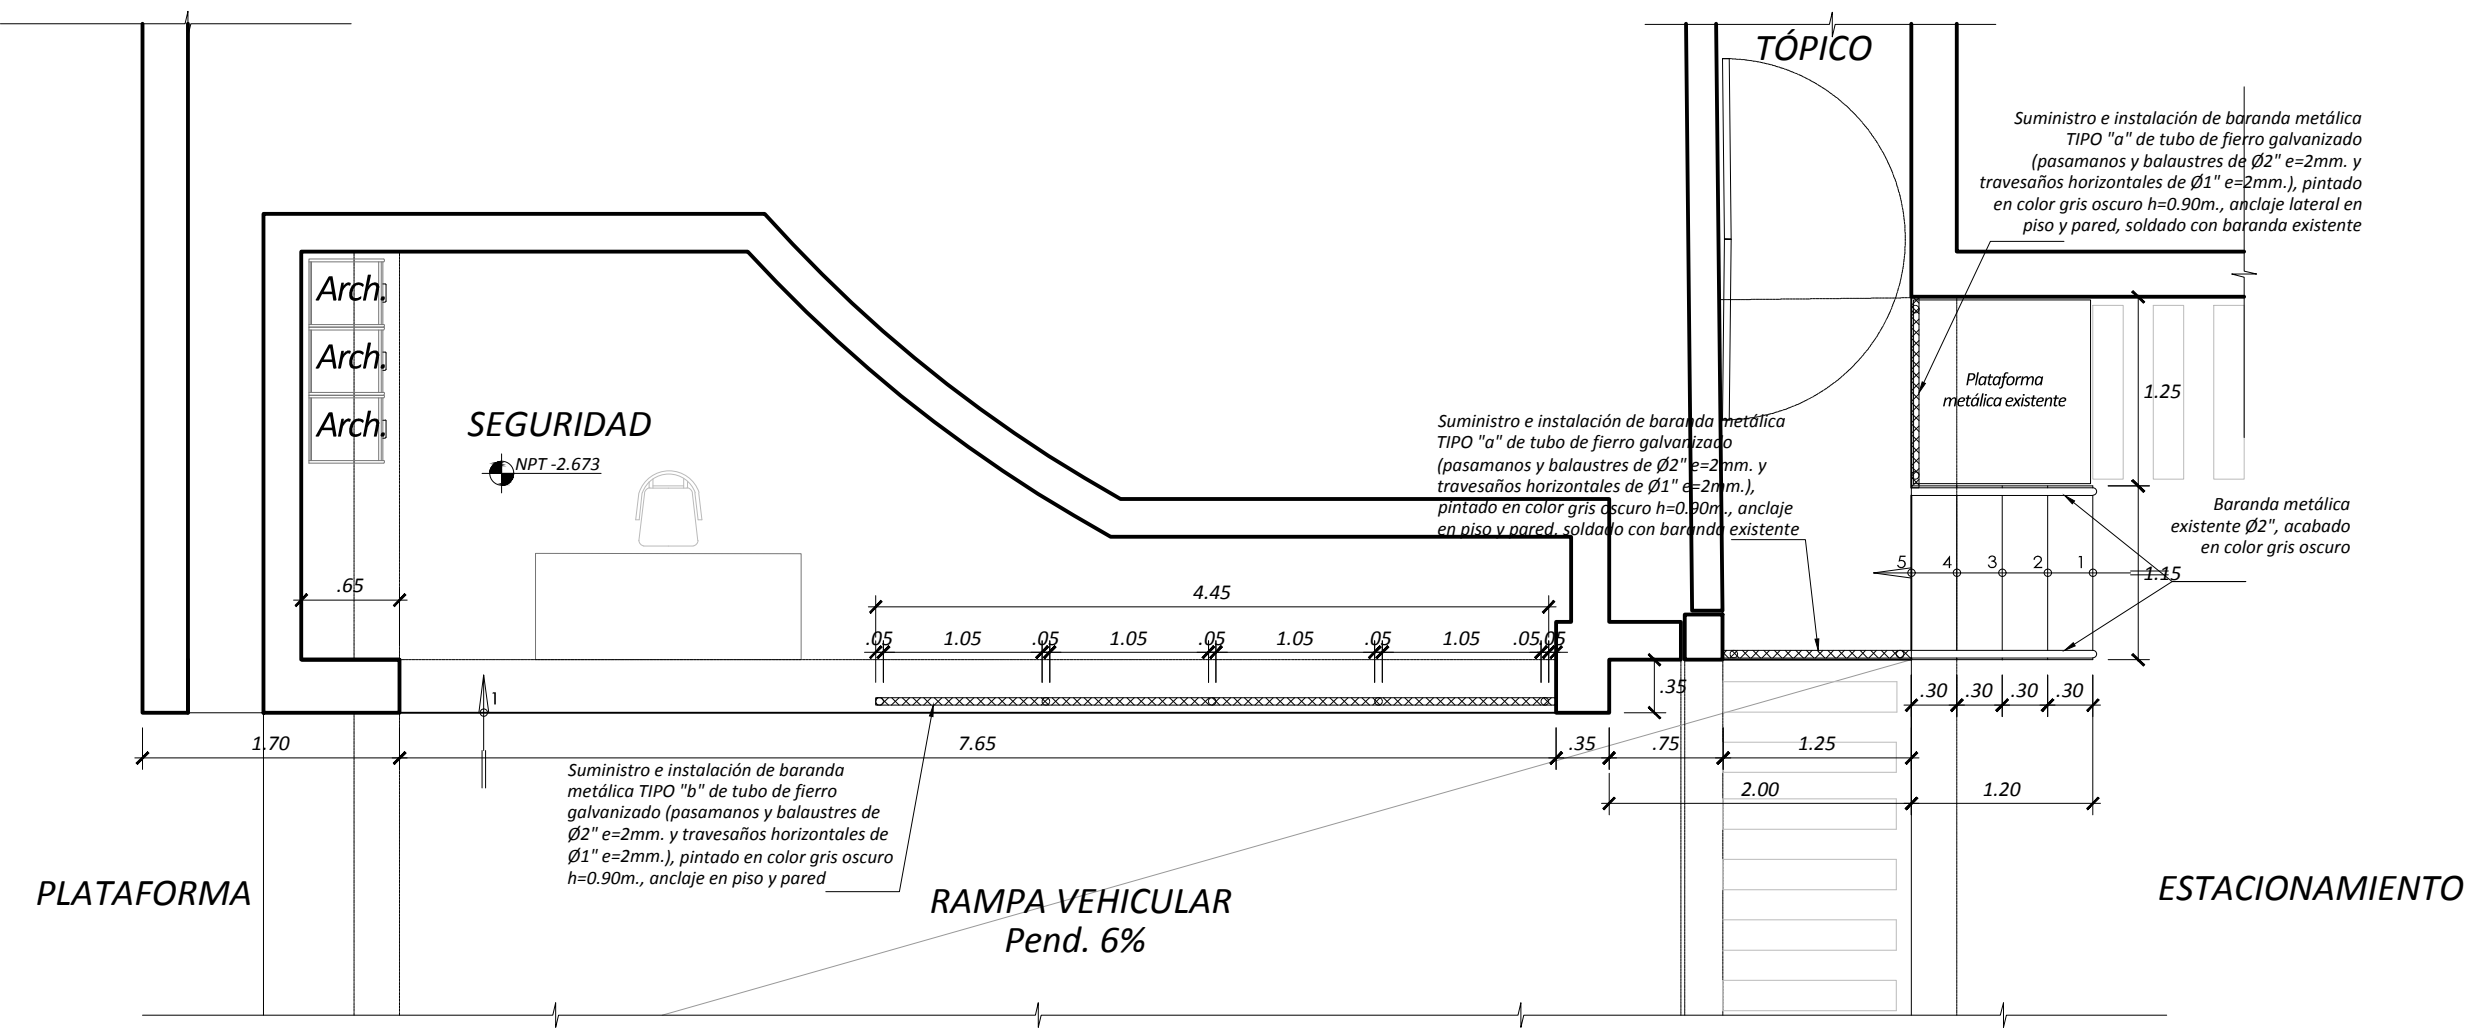 TÓPICO
Suministro e instalación de baranda metálica
TIPO "a" de tubo de fierro galvanizado
(pasamanos y balaustres de Ø2" e=2mm. y
travesaños horizontales de Ø1" e=2mm.), pintado
en color gris oscuro h=0.90m., anclaje lateral en
piso y pared, soldado con baranda existente
Arch.
Arch.
Arch.
SEGURIDAD
NPT -2.673
Plataforma
metálica existente
1.25
Suministro e instalación de baranda metálica
TIPO "a" de tubo de fierro galvanizado
(pasamanos y balaustres de Ø2" e=2mm. y
travesaños horizontales de Ø1" e=2mm.),
pintado en color gris oscuro h=0.90m., anclaje
en piso y pared, soldado con baranda existente
Baranda metálica
existente Ø2", acabado
en color gris oscuro
5 4 3 2 1
1.15
.65
4.45
.05 1.05 .05 1.05 .05 1.05 .05 1.05 .05 .05
.35
.30 .30 .30 .30
1
1.70 7.65 .35 .75 1.25
2.00 1.20
Suministro e instalación de baranda
metálica TIPO "b" de tubo de fierro
galvanizado (pasamanos y balaustres de
Ø2" e=2mm. y travesaños horizontales de
Ø1" e=2mm.), pintado en color gris oscuro
h=0.90m., anclaje en piso y pared
PLATAFORMA
RAMPA VEHICULAR
Pend. 6%
ESTACIONAMIENTO